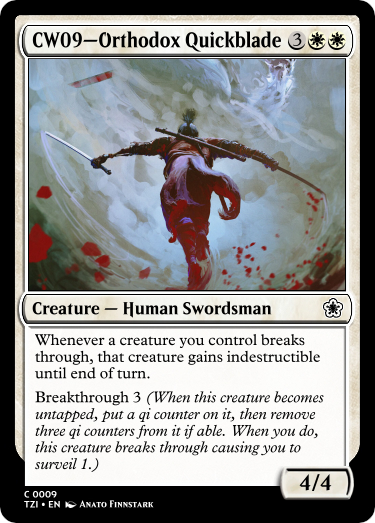 CW09—Orthodox Quickblade 3
Creature — Human Swordsman
Whenever a creature you control breaks
through, that creature gains indestructible
until end of turn.
Breakthrough 3 (When this creature becomes
untapped, put a qi counter on it, then remove
three qi counters from it if able. When you do,
this creature breaks through causing you to
surveil 1.)
4/4
C 0009
TZI • EN Anato Finnstark